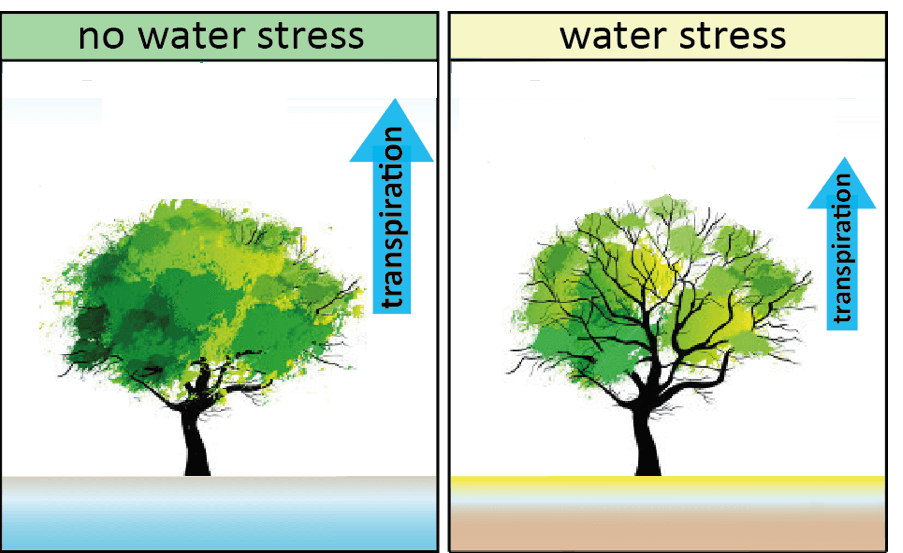 no water stress
water stress
transpiration
transpiration